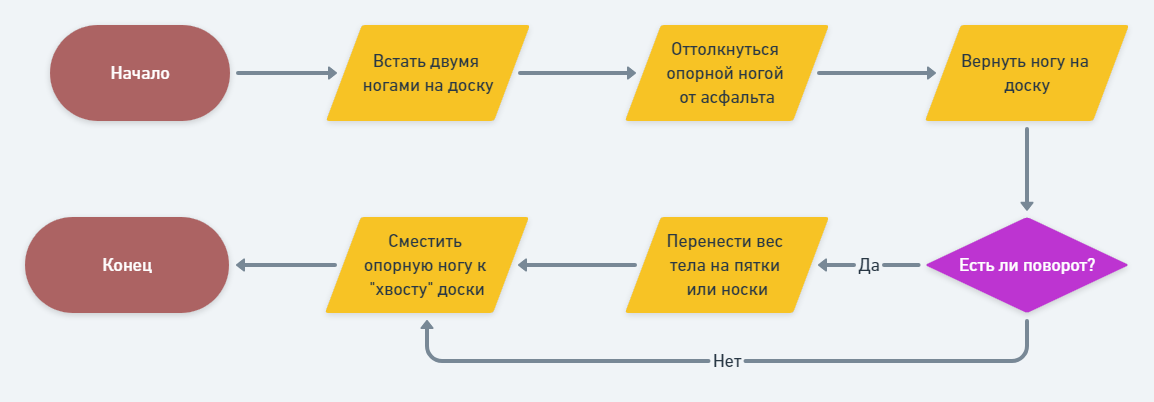 Начало
Встать двумя
ногами на доску
Оттолкнуться
опорной ногой
от асфальта
Вернуть ногу на
доску
Есть ли поворот?
Да
Перенести вес
тела на пятки
или носки
Сместить
опорную ногу к
"хвосту" доски
Конец
Нет